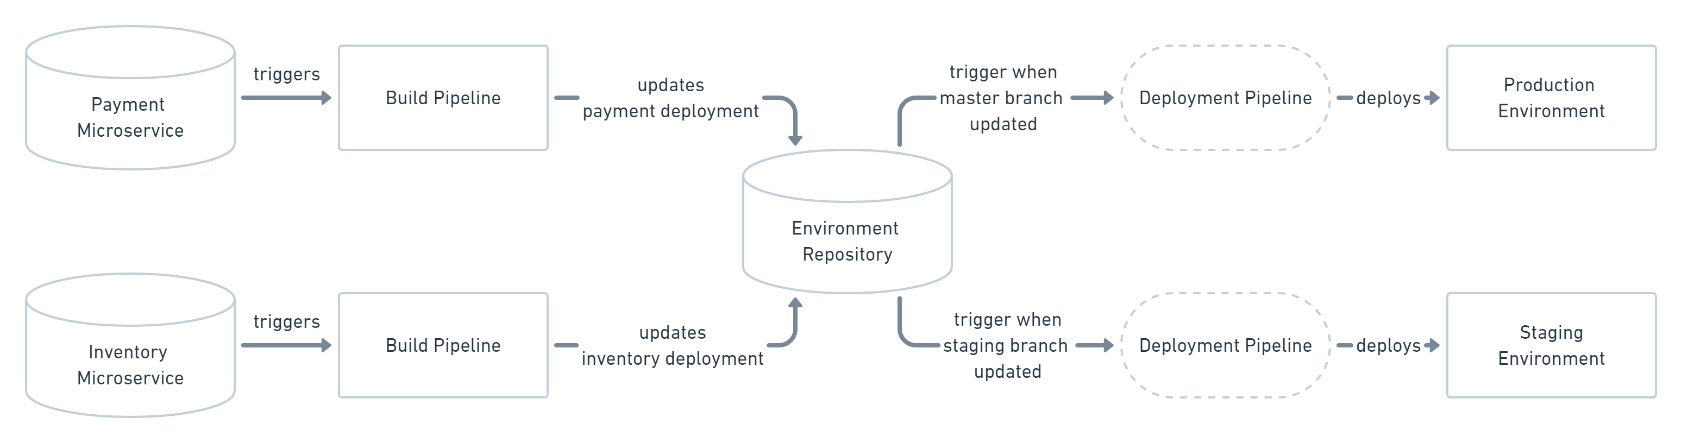 Payment
Microservice
triggers
Build Pipeline
updates
payment deployment
trigger when
master branch
updated
Deployment Pipeline
deploys
Production
Environment
Environment
Repository
Inventory
Microservice
triggers
Build Pipeline
updates
inventory deployment
trigger when
staging branch
updated
Deployment Pipeline
deploys
Staging
Environment